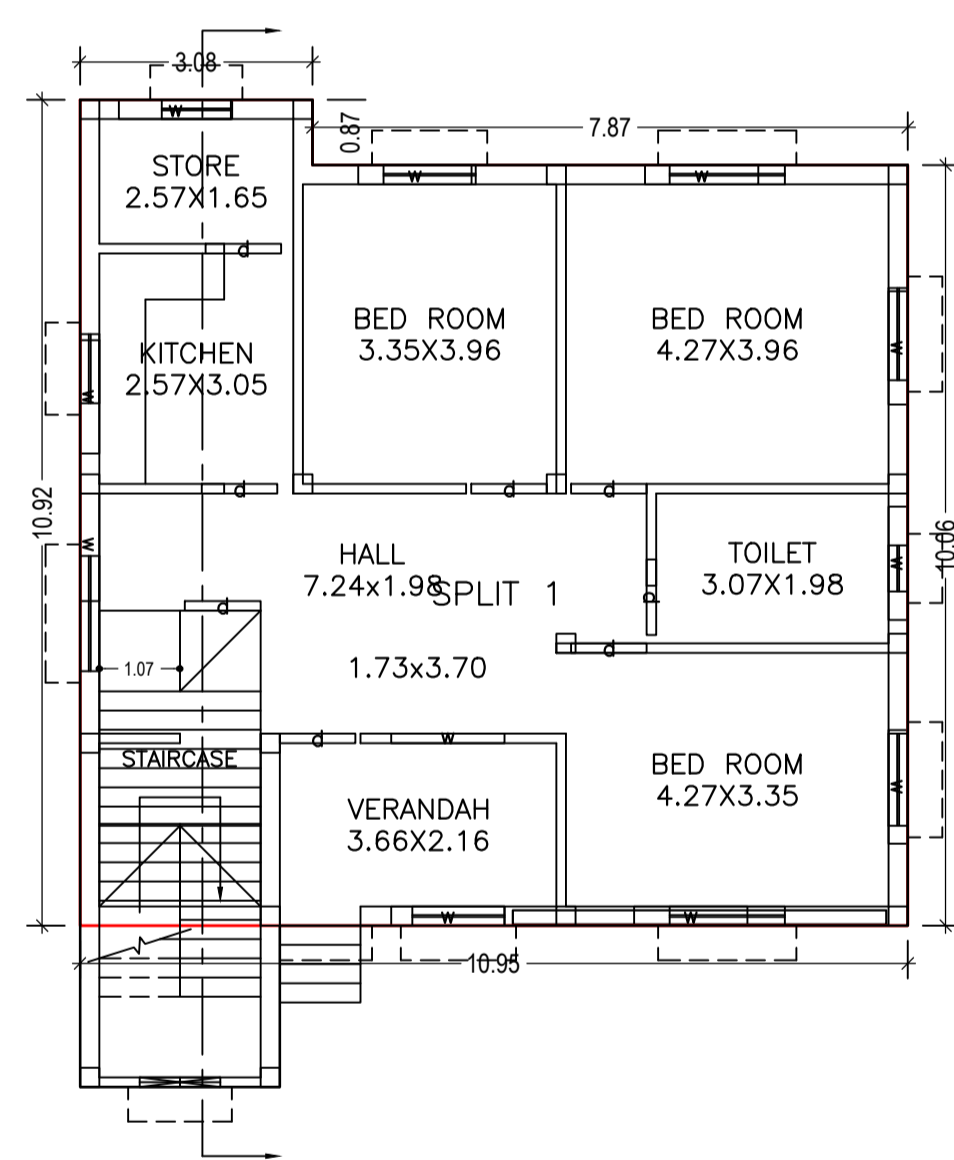 3.08
0.87
7.87
STORE
2.57X1.65
d
W
W
W
BED ROOM
3.35X3.96
BED ROOM
4.27X3.96
W
KITCHEN
2.57X3.05
W
d
d
d
10.92
10.06
W
HALL
7.24x1.98
SPLIT 1
TOILET
3.07X1.98
W
d
d
d
1.07
1.73x3.70
STAIRCASE
d
W
BED ROOM
4.27X3.35
W
VERANDAH
3.66X2.16
W
W
10.95